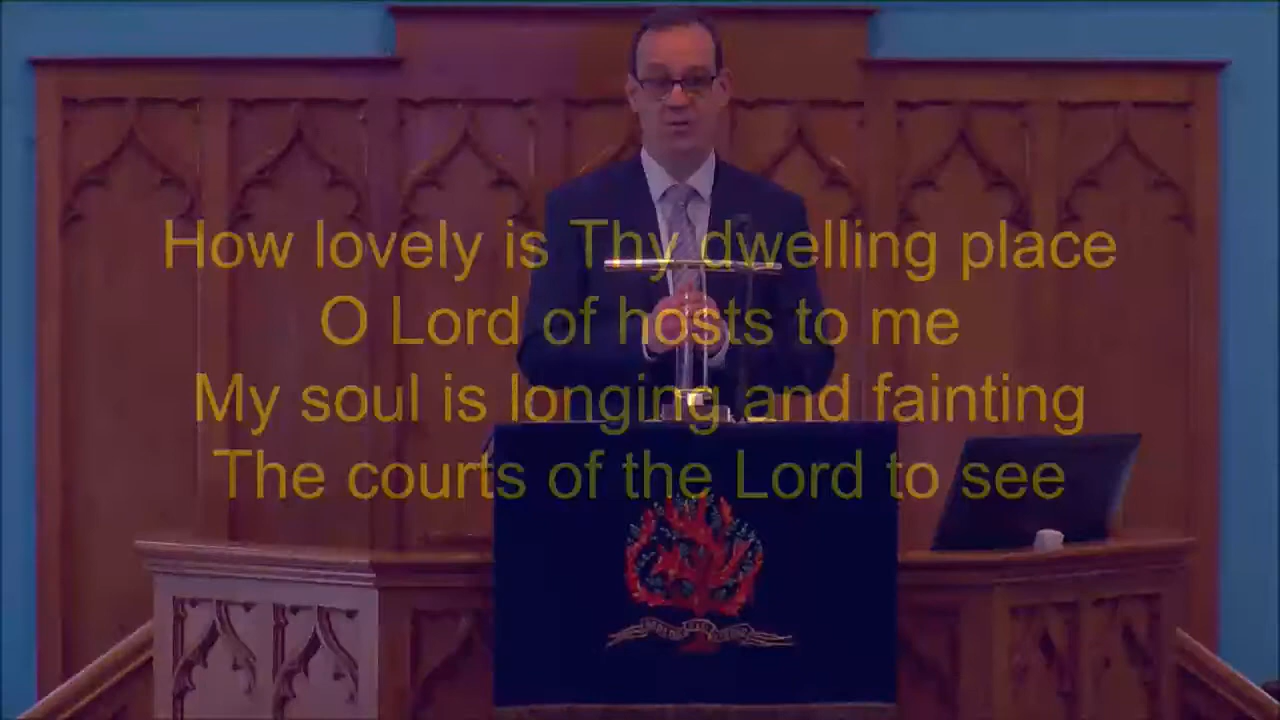 How lovely is Thy dwelling place
O Lord of hosts to me
My soul is longing and fainting
The courts of the Lord to see